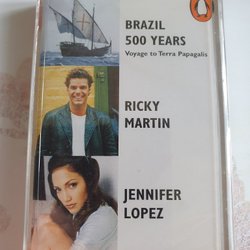 BRAZIL
500 YEARS
Voyage to Terra Papagalis
RICKY
MARTIN
JENNIFER
LOPEZ